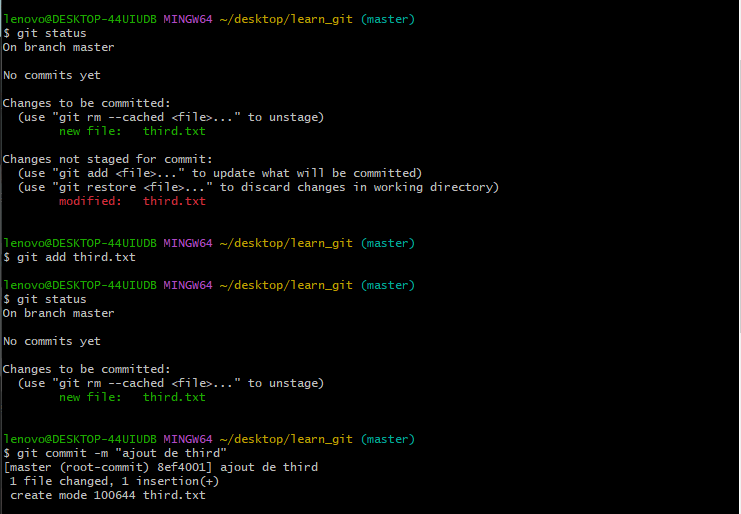 lenovo@DESKTOP-44UIUDB MINGW64 ~/desktop/learn_git (master)
$ git status
On branch master
No commits yet
Changes to be committed:
  (use "git rm --cached <file>..." to unstage)
        new file:   third.txt
Changes not staged for commit:
  (use "git add <file>..." to update what will be committed)
  (use "git restore <file>..." to discard changes in working directory)
        modified:   third.txt
lenovo@DESKTOP-44UIUDB MINGW64 ~/desktop/learn_git (master)
$ git add third.txt
lenovo@DESKTOP-44UIUDB MINGW64 ~/desktop/learn_git (master)
$ git status
On branch master
No commits yet
Changes to be committed:
  (use "git rm --cached <file>..." to unstage)
        new file:   third.txt
lenovo@DESKTOP-44UIUDB MINGW64 ~/desktop/learn_git (master)
$ git commit -m "ajout de third"
[master (root-commit) 8ef4001] ajout de third
 1 file changed, 1 insertion(+)
 create mode 100644 third.txt